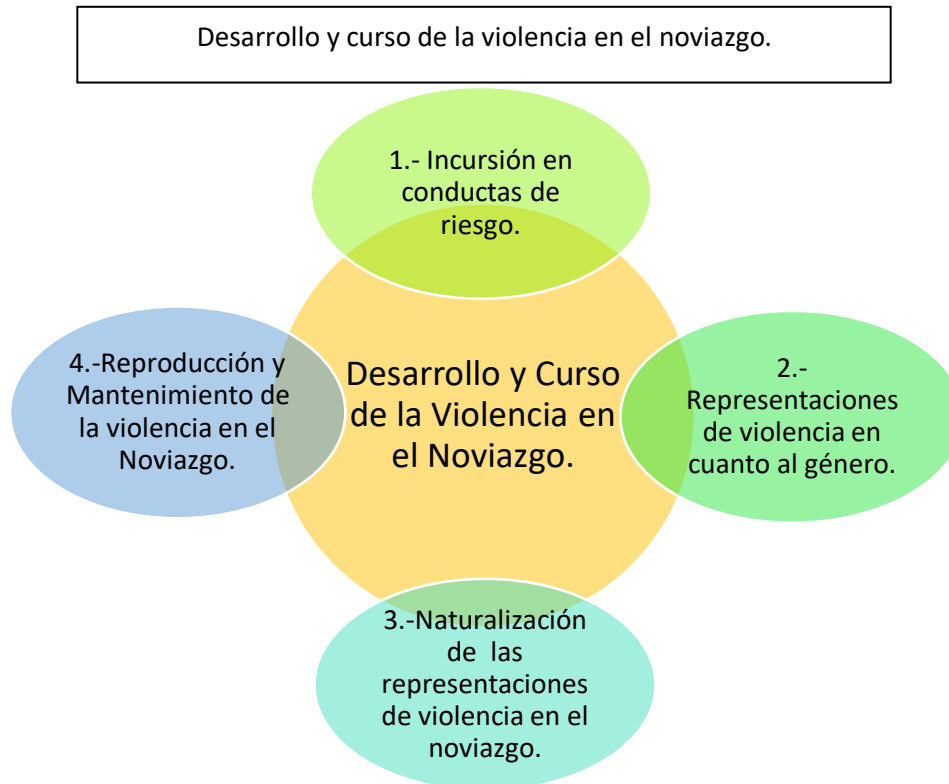 Desarrollo y curso de la violencia en el noviazgo.
1.- Incursión en
conductas de
riesgo.
4.-Reproducción y
Mantenimiento de
la violencia en el
Noviazgo.
Desarrollo y Curso
de la Violencia en
el Noviazgo.
2.-
Representaciones
de violencia en
cuanto al género.
3.-Naturalización
de las
representaciones
de violencia en el
noviazgo.